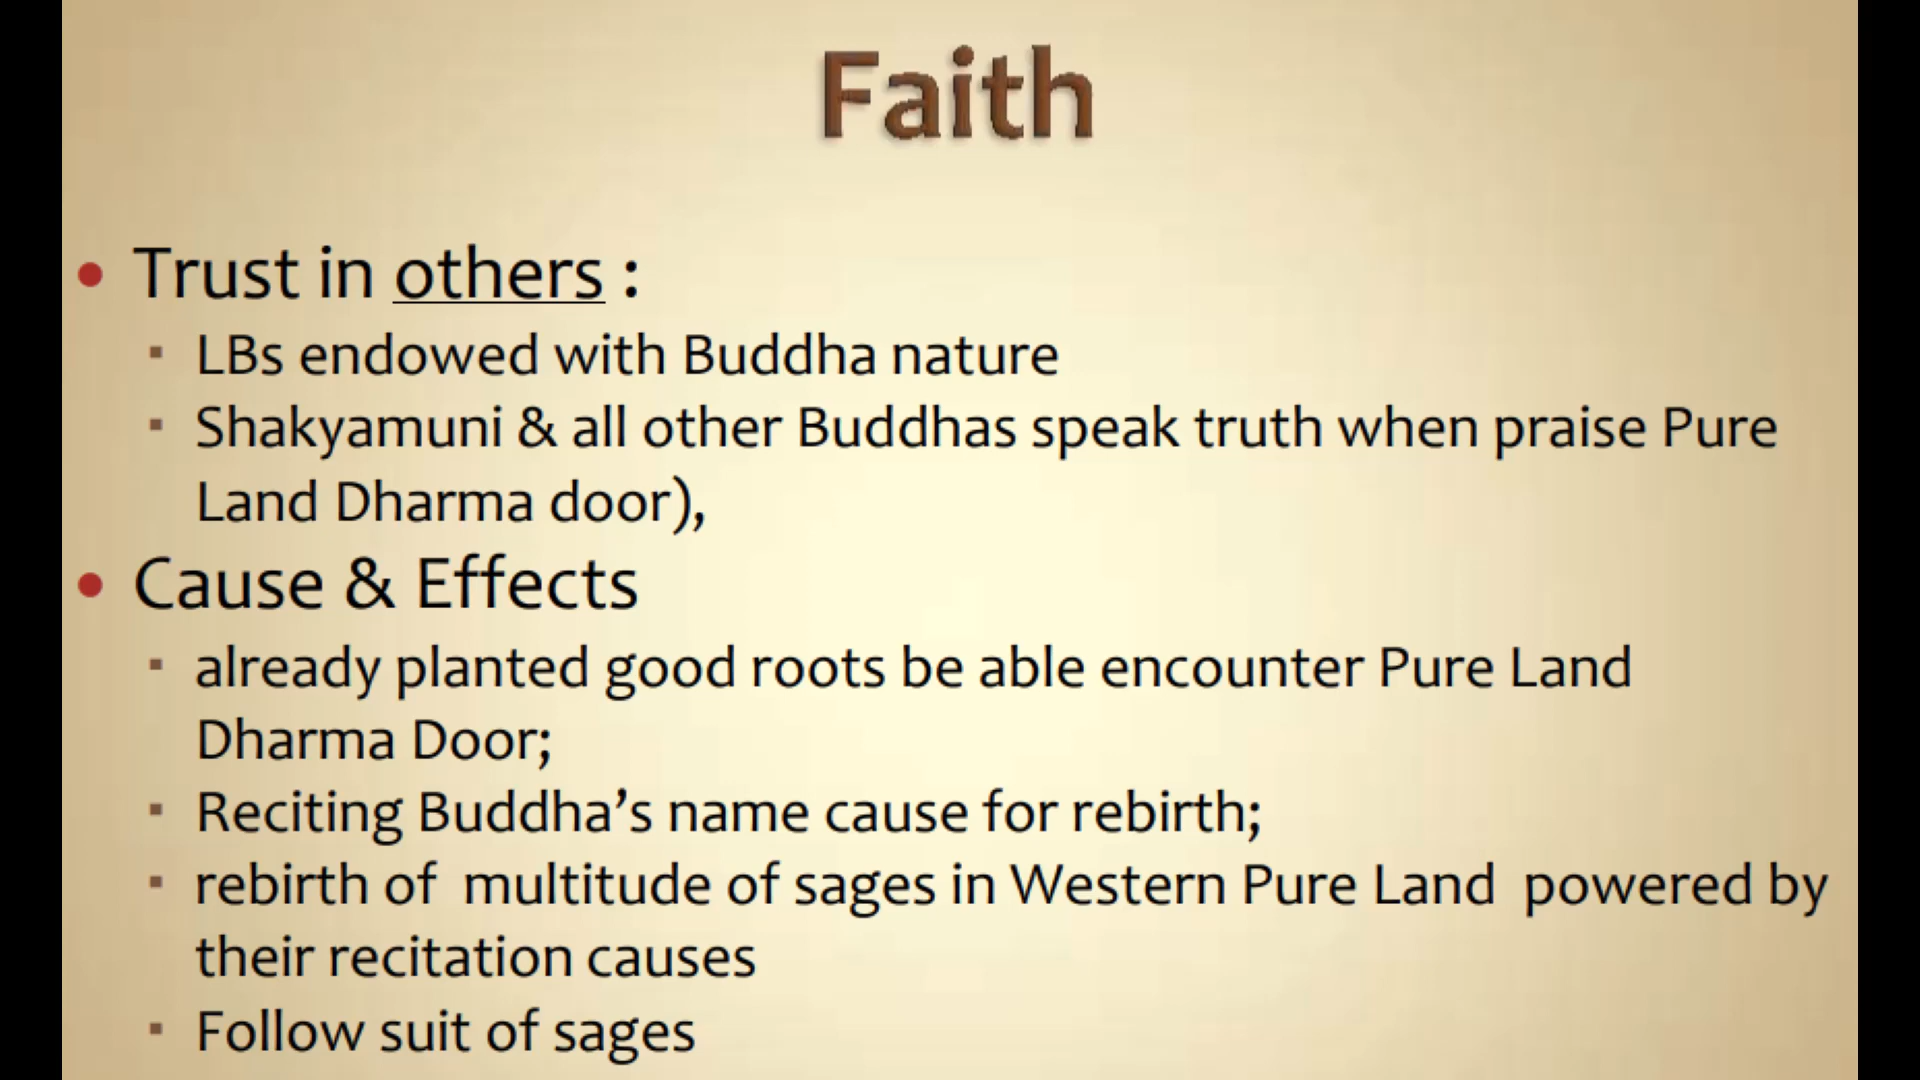 Faith
• Trust in others :
▪ LBs endowed with Buddha nature
▪ Shakyamuni & all other Buddhas speak truth when praise Pure
Land Dharma door),
• Cause & Effects
▪ already planted good roots be able encounter Pure Land
Dharma Door;
▪ Reciting Buddha’s name cause for rebirth;
▪ rebirth of  multitude of sages in Western Pure Land  powered by
their recitation causes
▪ Follow suit of sages